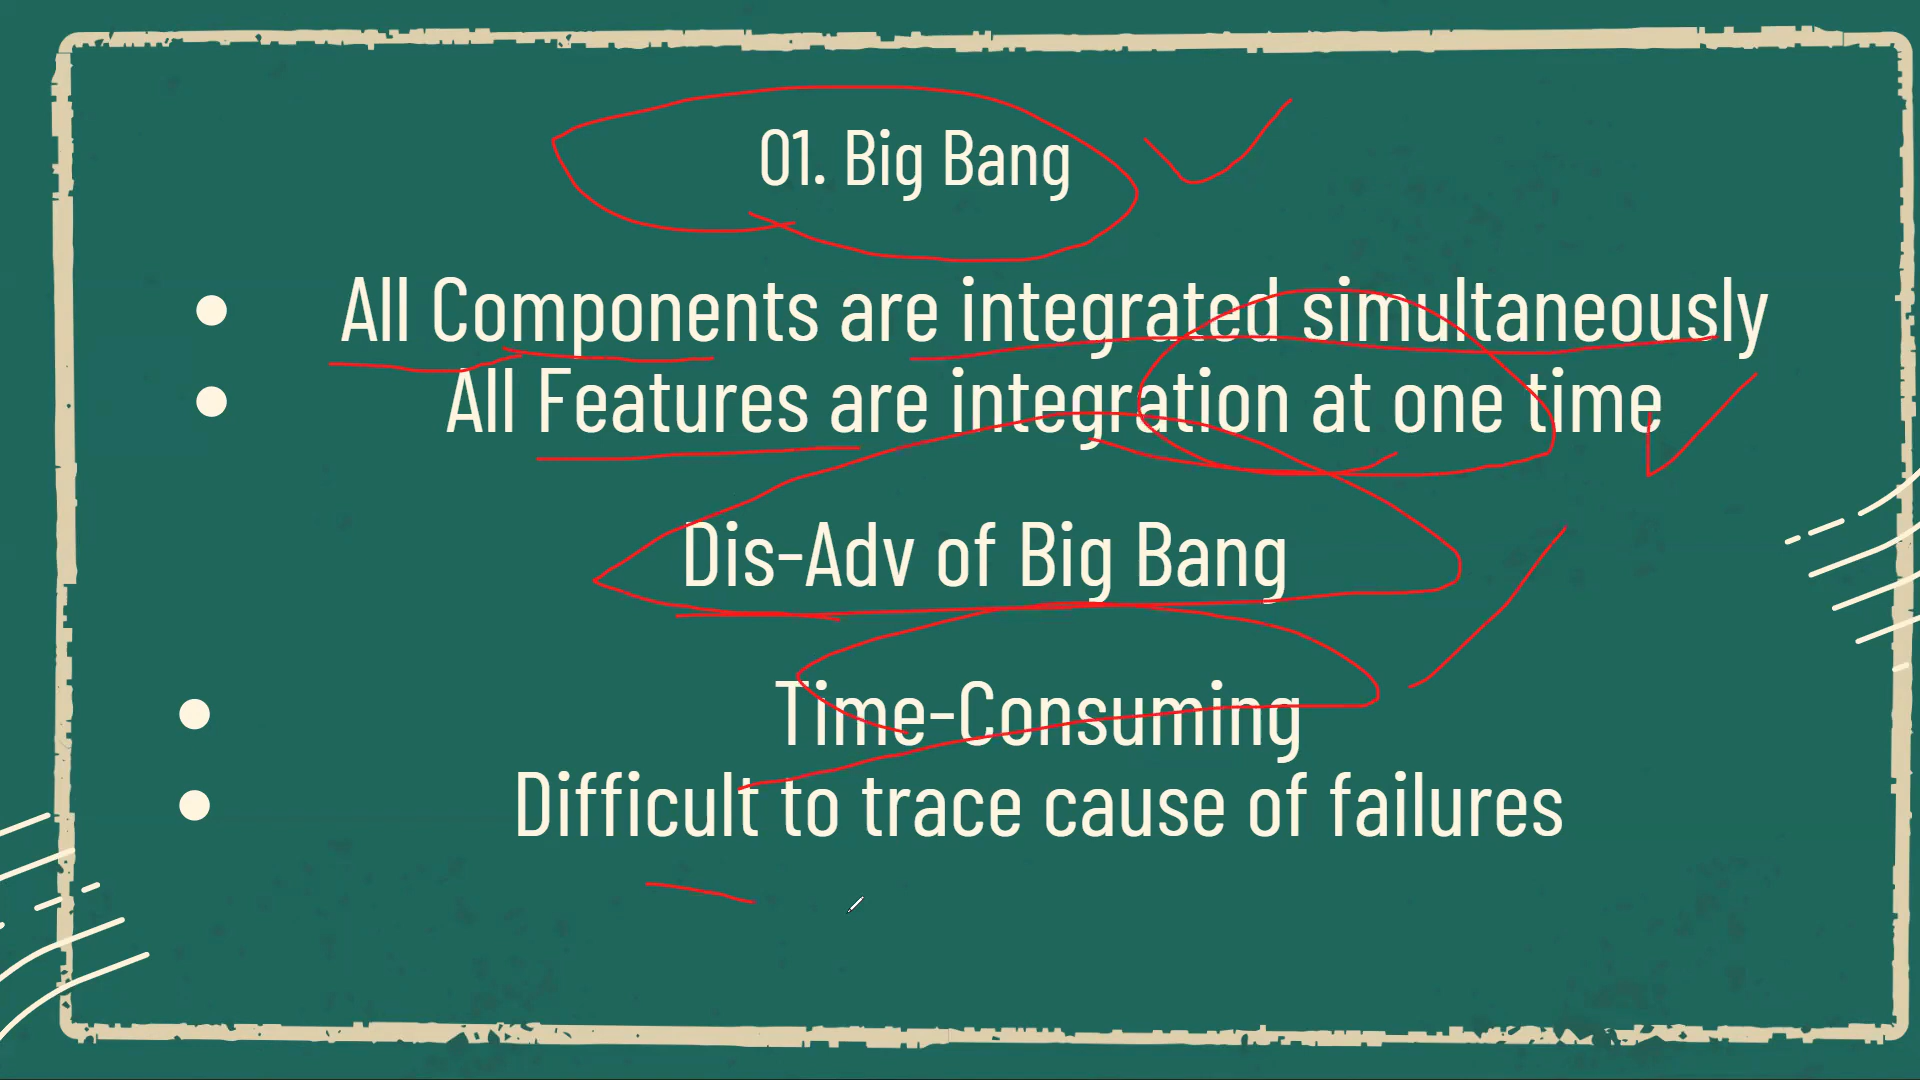 01. Big Bang
All Components are integrated simultaneously
All Features are integration at one time
Dis-Adv of Big Bang
Time-Consuming
Difficult to trace cause of failures